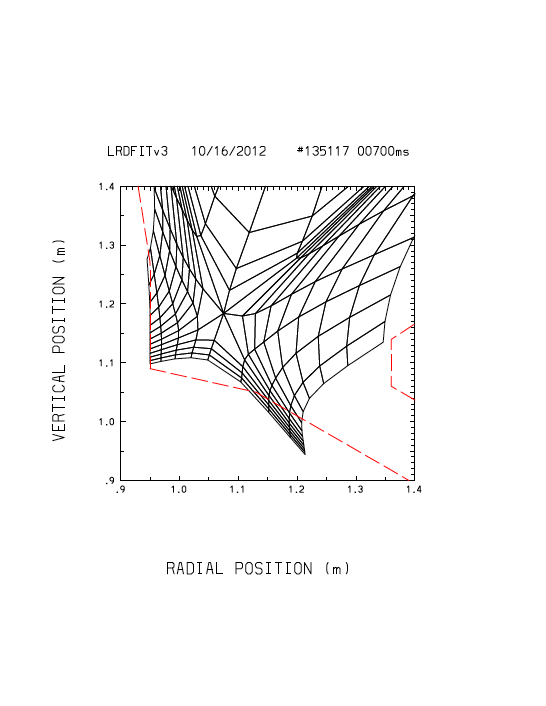 LRDFITv3 10/16/2012 #135117 00700ms
1.4
1.3
1.2
1.1
1.0
.9
VERTICAL POSITION (m)
.9 1.0 1.1 1.2 1.3 1.4
RADIAL POSITION (m)